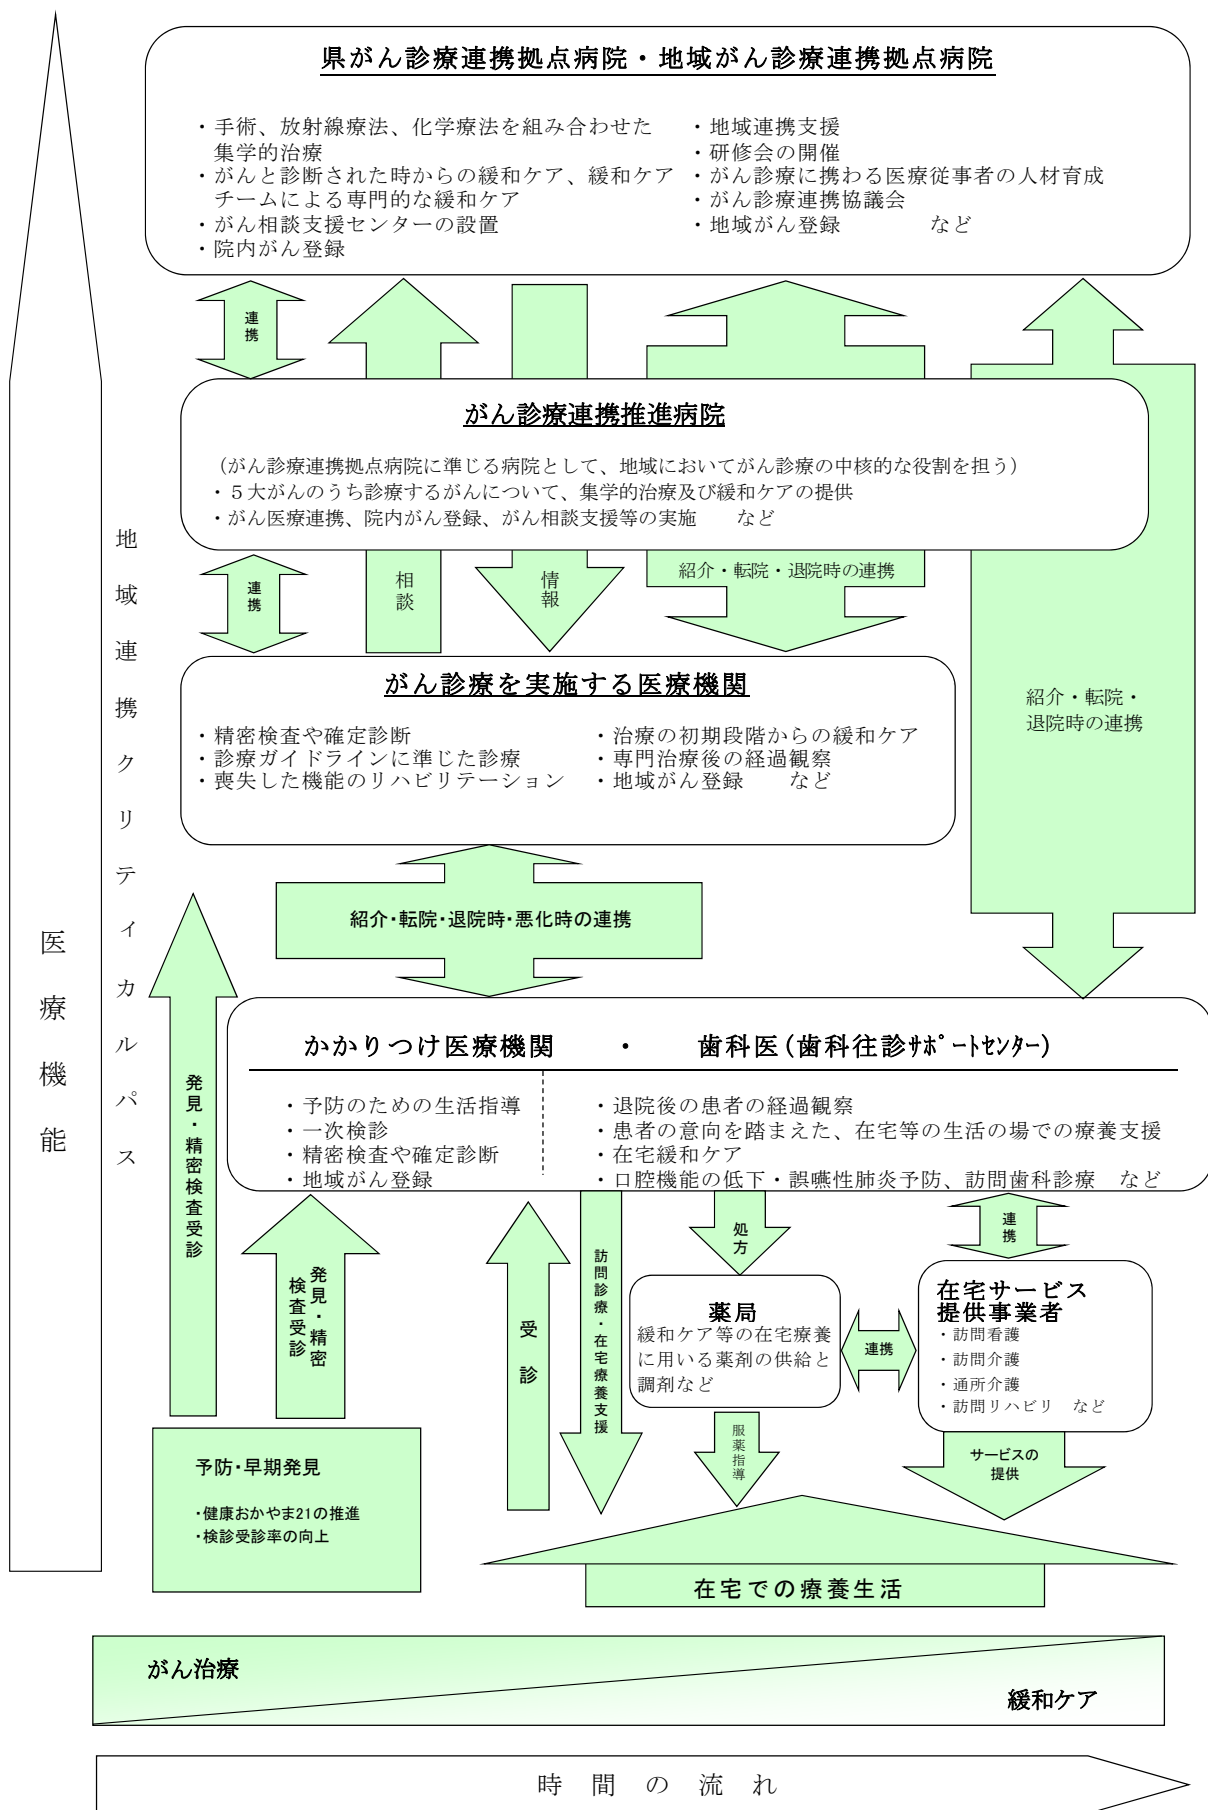 県がん診療連携拠点病院・地域がん診療連携拠点病院
・手術、放射線療法、化学療法を組み合わせた
集学的治療
・がんと診断された時からの緩和ケア、緩和ケア
チームによる専門的な緩和ケア
・がん相談支援センターの設置
・院内がん登録
・地域連携支援
・研修会の開催
・がん診療に携わる医療従事者の人材育成
・がん診療連携協議会
・地域がん登録　　　　など
連携
がん診療連携推進病院
（がん診療連携拠点病院に準じる病院として、地域においてがん診療の中核的な役割を担う）
・５大がんのうち診療するがんについて、集学的治療及び緩和ケアの提供
・がん医療連携、院内がん登録、がん相談支援等の実施　　など
連携
相談
情報
紹介・転院・退院時の連携
紹介・転院・
退院時の連携
がん診療を実施する医療機関
・精密検査や確定診断
・診療ガイドラインに準じた診療
・喪失した機能のリハビリテーション
・治療の初期段階からの緩和ケア
・専門治療後の経過観察
・地域がん登録　　など
紹介・転院・退院時・悪化時の連携
医療機能
地域連携クリティカルパス
かかりつけ医療機関　・　歯科医（歯科往診ｻﾎﾟｰﾄｾﾝﾀｰ）
・予防のための生活指導
・一次検診
・精密検査や確定診断
・地域がん登録
・退院後の患者の経過観察
・患者の意向を踏まえた、在宅等の生活の場での療養支援
・在宅緩和ケア
・口腔機能の低下・誤嚥性肺炎予防、訪問歯科診療　など
発見・精密検査受診
発見・精密
検査受診
受診
訪問診療・在宅療養支援
処方
連携
薬局
緩和ケア等の在宅療養
に用いる薬剤の供給と
調剤など
連携
在宅サービス
提供事業者
・訪問看護
・訪問介護
・通所介護
・訪問リハビリ　など
服薬指導
サービスの
提供
予防・早期発見
・健康おかやま21の推進
・検診受診率の向上
在宅での療養生活
がん治療
緩和ケア
時間の流れ